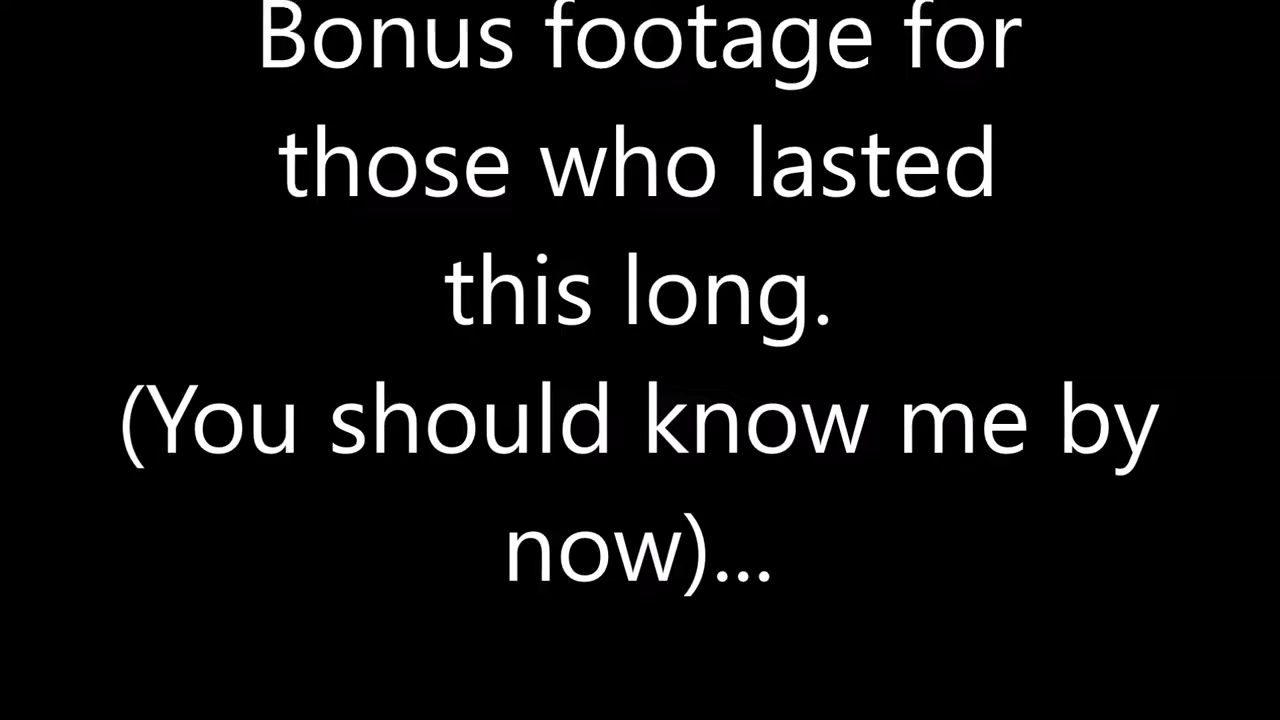 Bonus footage for
those who lasted
this long.
(You should know me by
now)...